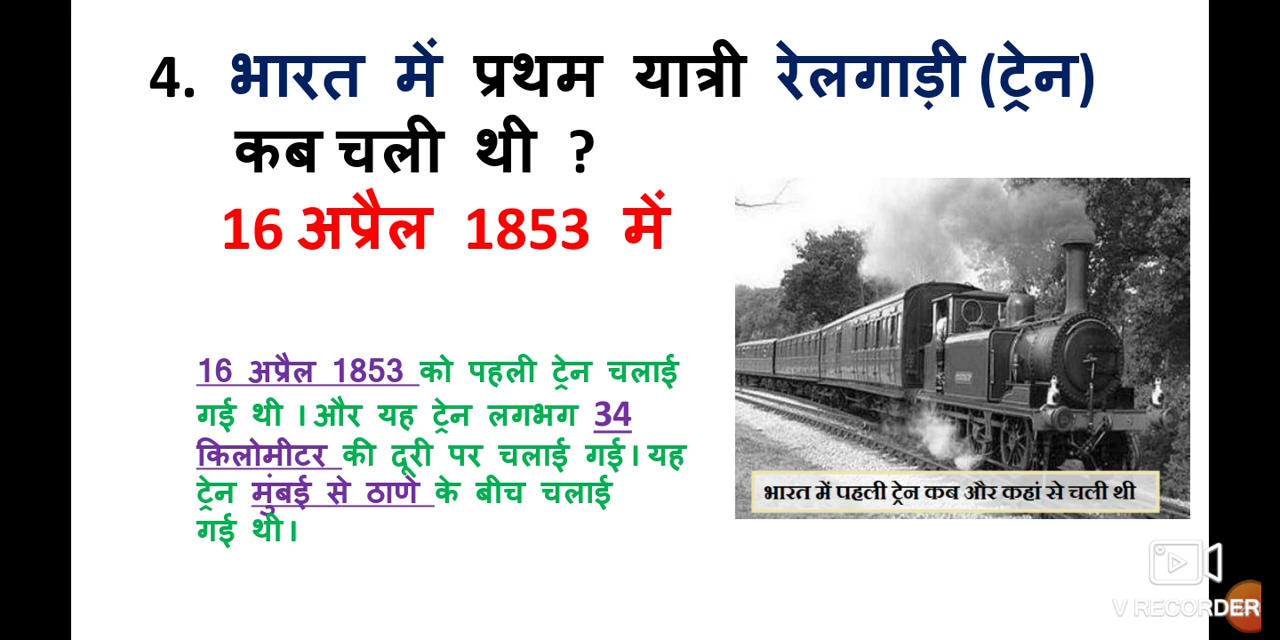 4. भारत में प्रथम यात्री रेलगाड़ी (ट्रेन)
कब चली थी ?
16 अप्रैल 1853 में
16 अप्रैल 1853 को पहली ट्रेन चलाई
गई थी । और यह ट्रेन लगभग 34
किलोमीटर की दूरी पर चलाई गई। यह
ट्रेन मुंबई से ठाणे के बीच चलाई
गई थी।
भारत में पहली ट्रेन कब और कहां से चली थी
V RECORDER